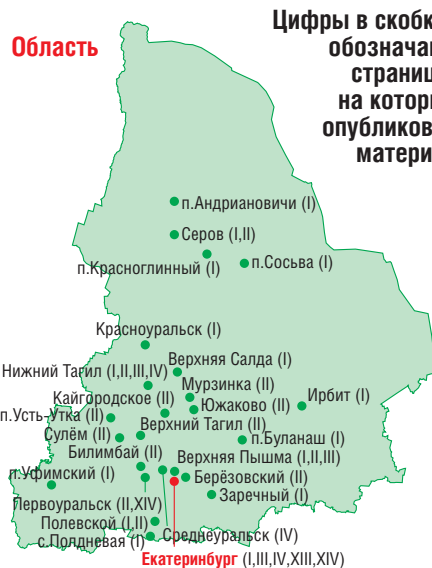 Область
Цифры в скобк
обознача
страниц
на котор
опубликов
матери
п.Андриановичи (I)
Серов (I,II)
п.Красноглинный (I)
п.Сосьва (I)
Красноуральск (I)
Верхняя Салда (I)
Нижний Тагил (I,II,III,IV)
Мурзинка (II)
Кайгородское (II)
Ирбит (I)
Южаково (II)
п.Усть-Утка (II)
Верхний Тагил (II)
Сулём (II)
п.Буланаш (I)
Билимбай (II)
Верхняя Пышма (I,II,III)
п.Уфимский (I)
Берёзовский (II)
Заречный (I)
Первоуральск (II,XIV)
Полевской (I,II)
Среднеуральск (IV)
с.Полдневая (I)
Екатеринбург (I,III,IV,XIII,XIV)